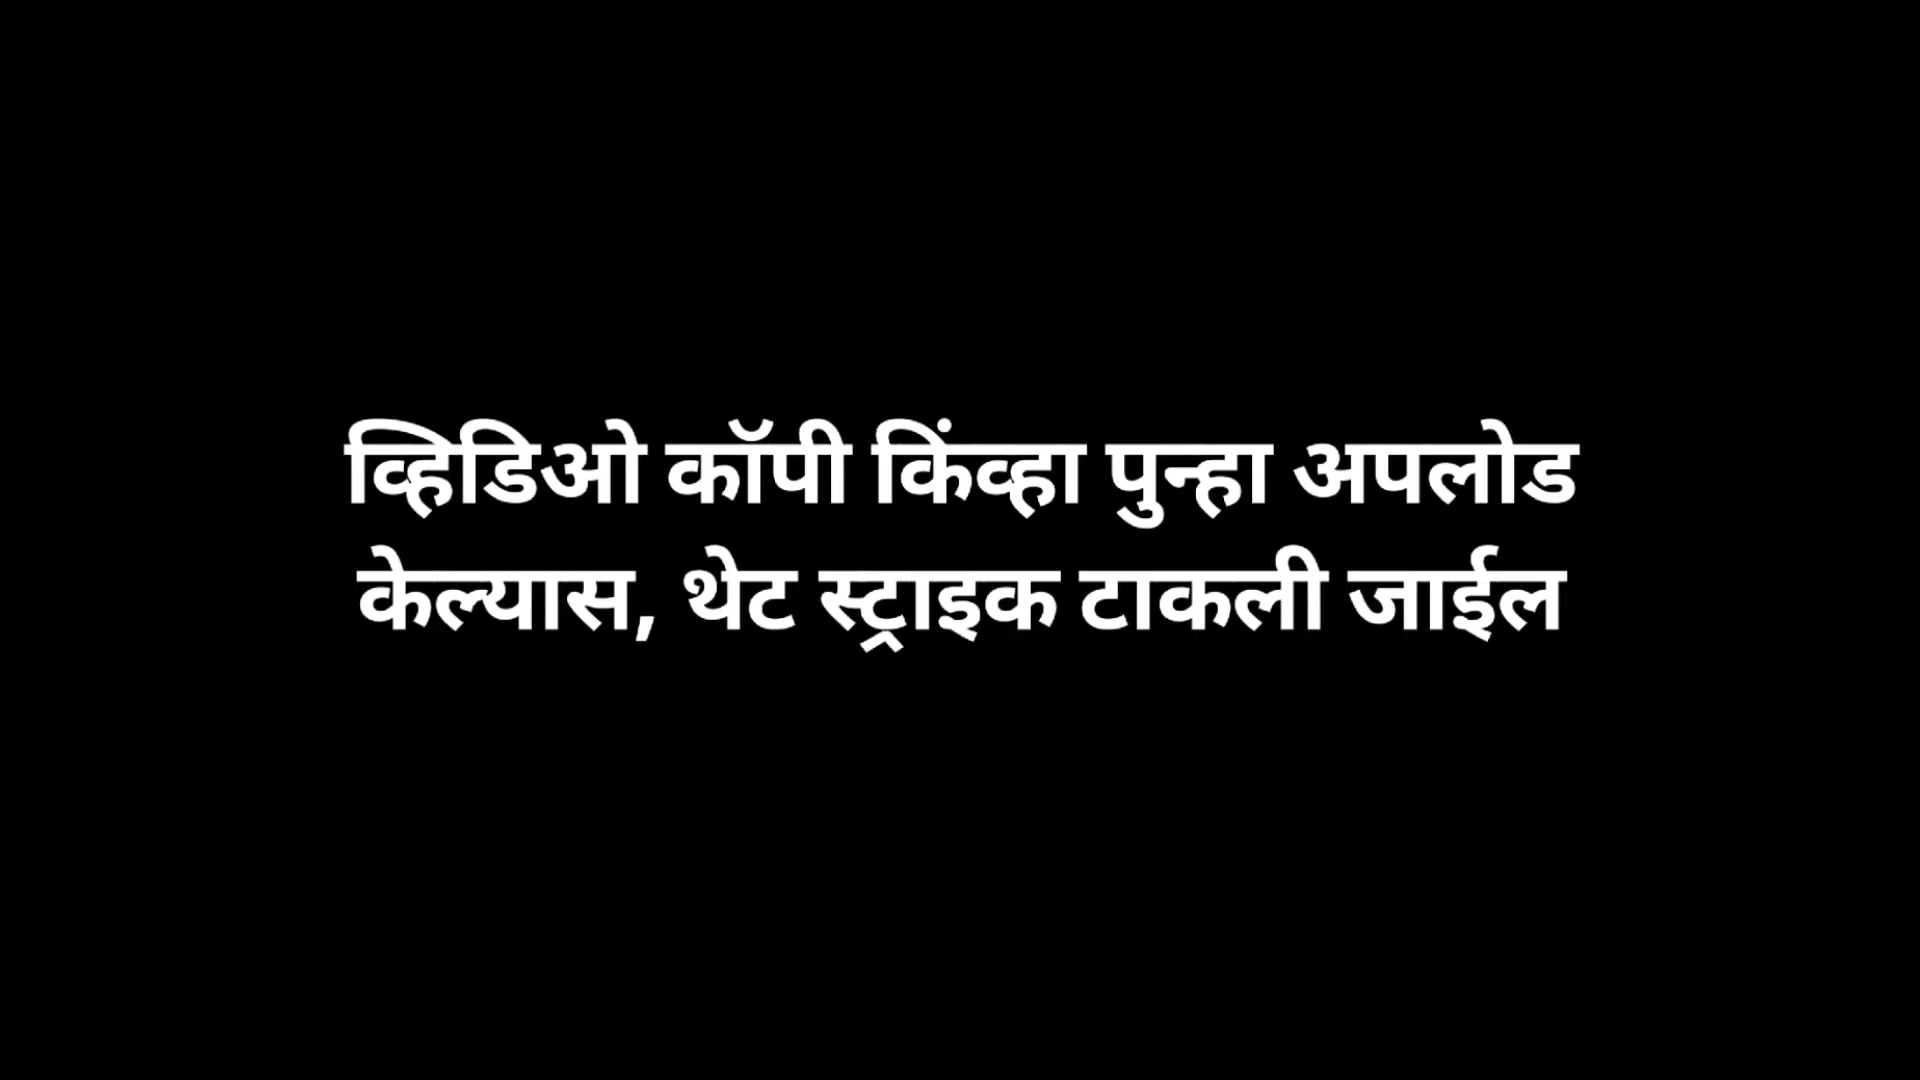 व्हिडिओ कॉपी किंव्हा पुन्हा अपलोड
केल्यास, थेट स्ट्राइक टाकली जाईल